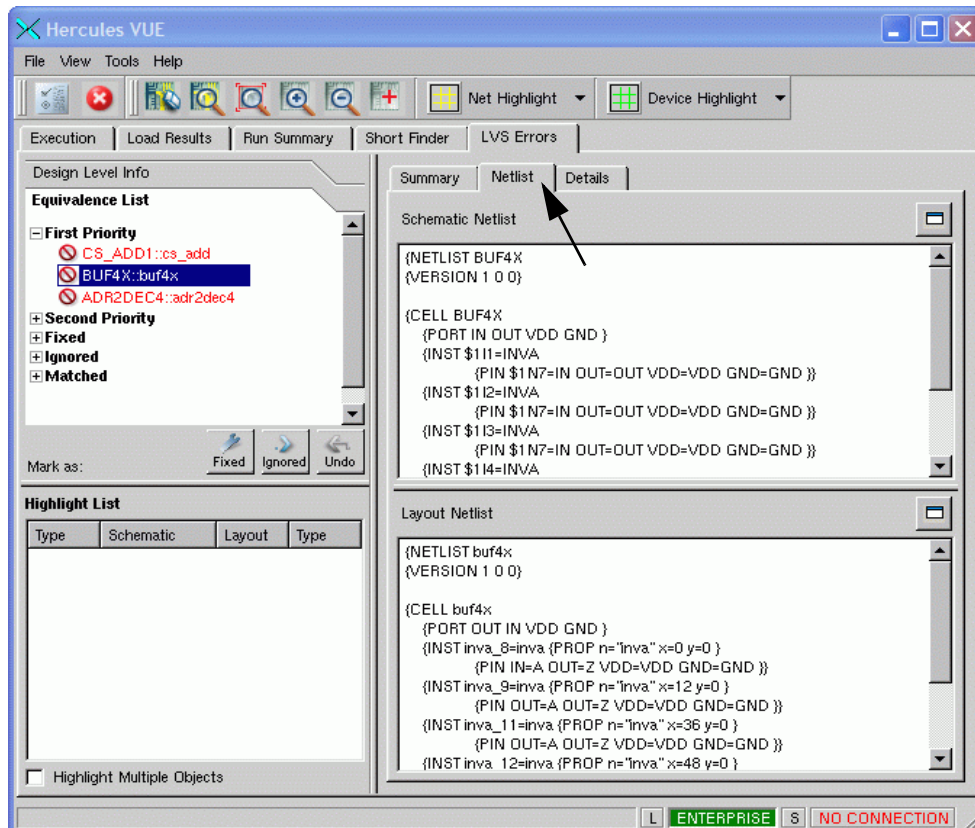 Hercules VUE
File View Tools Help
Net Highlight
Device Highlight
Execution
Load Results
Run Summary
Short Finder
LVS Errors
Design Level Info
Equivalence List
First Priority
CS_ADD1::cs_add
BUF4X::buf4x
ADR2DEC4::adr2dec4
Second Priority
Fixed
Ignored
Matched
Mark as:
Fixed
Ignored
Undo
Highlight List
Type Schematic Layout Type
Highlight Multiple Objects
Summary
Netlist
Details
Schematic Netlist
{NETLIST BUF4X
{VERSION 1 0 0}
{CELL BUF4X
{PORT IN OUT VDD GND }
{INST $1I1=INVA
{PIN $1N7=IN OUT=OUT VDD=VDD GND=GND }}
{INST $1I2=INVA
{PIN $1N7=IN OUT=OUT VDD=VDD GND=GND }}
{INST $1I3=INVA
{PIN $1N7=IN OUT=OUT VDD=VDD GND=GND }}
{INST $1I4=INVA
Layout Netlist
{NETLIST buf4x
{VERSION 1 0 0}
{CELL buf4x
{PORT OUT IN VDD GND }
{INST inva_8=inva {PROP n="inva" x=0 y=0 }
{PIN IN=A OUT=Z VDD=VDD GND=GND }}
{INST inva_9=inva {PROP n="inva" x=12 y=0 }
{PIN OUT=A OUT=Z VDD=VDD GND=GND }}
{INST inva_11=inva {PROP n="inva" x=36 y=0 }
{PIN OUT=A OUT=Z VDD=VDD GND=GND }}
{INST inva_12=inva {PROP n="inva" x=48 y=0 }
L ENTERPRISE S NO CONNECTION